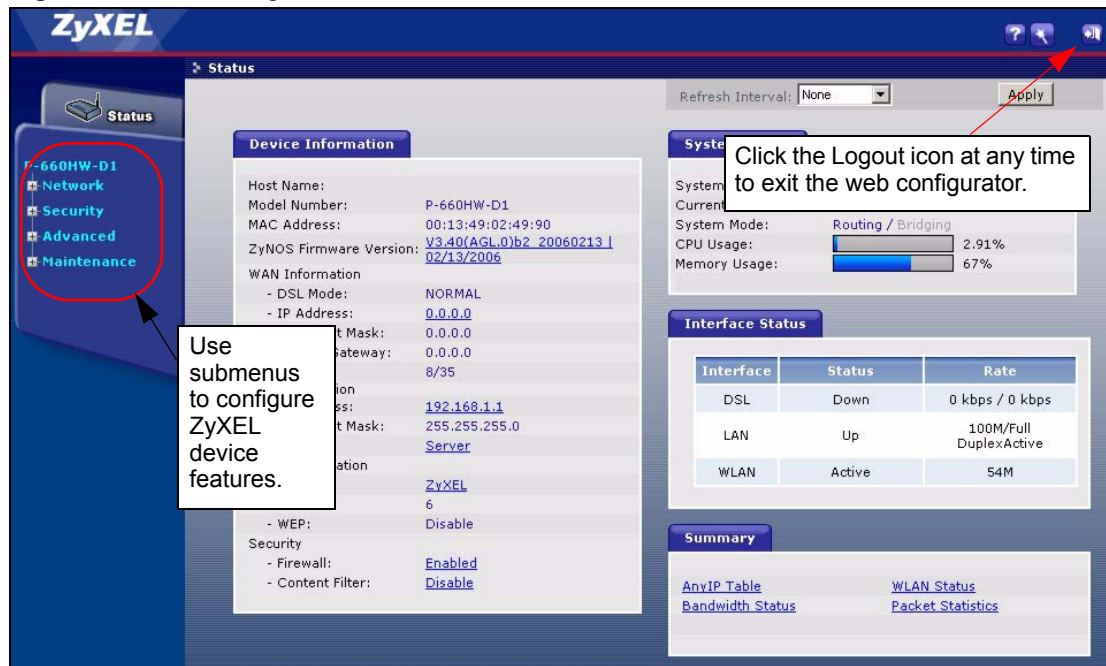 ZyXEL
Status
Refresh Interval: None Apply
Status
P-660HW-D1
Network
Security
Advanced
Maintenance
Use
submenus
to configure
ZyXEL
device
features.
Device Information
Host Name:
Model Number: P-660HW-D1
MAC Address: 00:13:49:02:49:90
ZyNOS Firmware Version: V3.40(AGL.0)b2_20060213 |
02/13/2006
WAN Information
- DSL Mode: NORMAL
- IP Address: 0.0.0.0
t Mask: 0.0.0.0
ateway: 0.0.0.0
8/35
ion
ss: 192.168.1.1
t Mask: 255.255.255.0
Server
ation
ZyXEL
6
- WEP: Disable
Security
- Firewall: Enabled
- Content Filter: Disable
Click the Logout icon at any time
to exit the web configurator.
Syste
System
Current
System Mode: Routing / Bridging
CPU Usage: 2.91%
Memory Usage: 67%
Interface Status
Interface Status Rate
DSL Down 0 kbps / 0 kbps
LAN Up 100M/Full
DuplexActive
WLAN Active 54M
Summary
AnyIP Table WLAN Status
Bandwidth Status Packet Statistics